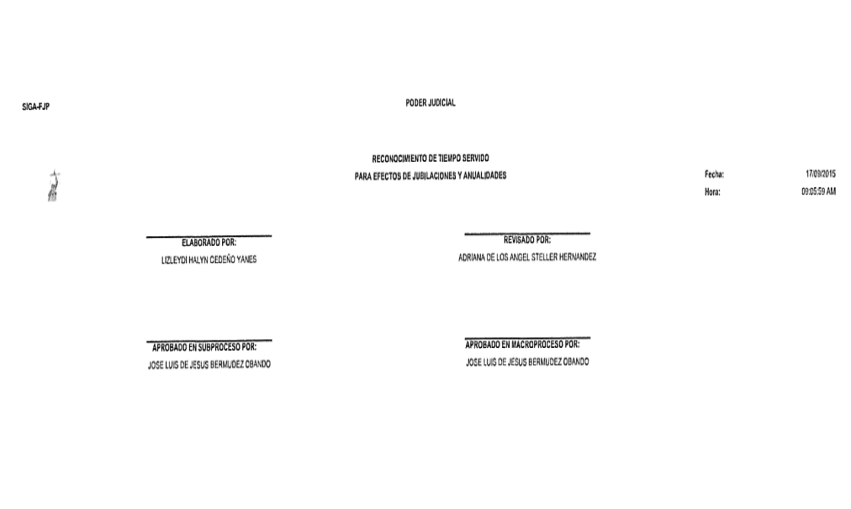 SIGA-FJP
PODER JUDICIAL
RECONOCIMIENTO DE TIEMPO SERVIDO
PARA EFECTOS DE JUBILACIONES Y ANUALIDADES
Fecha: 17/09/2015
Hora: 09:05:59 AM
ELABORADO POR:
LIZLEYDI HALYN CEDEÑO YANES
REVISADO POR:
ADRIANA DE LOS ANGEL STELLER HERNANDEZ
APROBADO EN SUBPROCESO POR:
JOSE LUIS DE JESUS BERMUDEZ OBANDO
APROBADO EN MACROPROCESO POR:
JOSE LUIS DE JESUS BERMUDEZ OBANDO